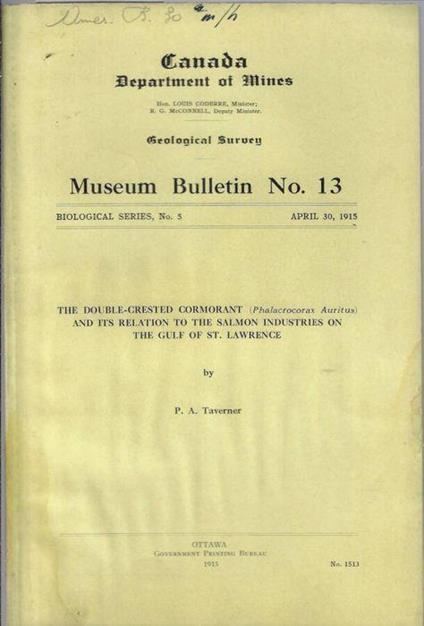 Canada
Department of Mines
Hon. LOUIS CODERRE, Minister;
R. G. McCONNELL, Deputy Minister.
Geological Survey
Museum Bulletin No. 13
BIOLOGICAL SERIES, No. 5 APRIL 30, 1915
THE DOUBLE-CRESTED CORMORANT (Phalacrocorax Auritus)
AND ITS RELATION TO THE SALMON INDUSTRIES ON
THE GULF OF ST. LAWRENCE
by
P. A. Taverner
OTTAWA
GOVERNMENT PRINTING BUREAU
1915 No. 1513